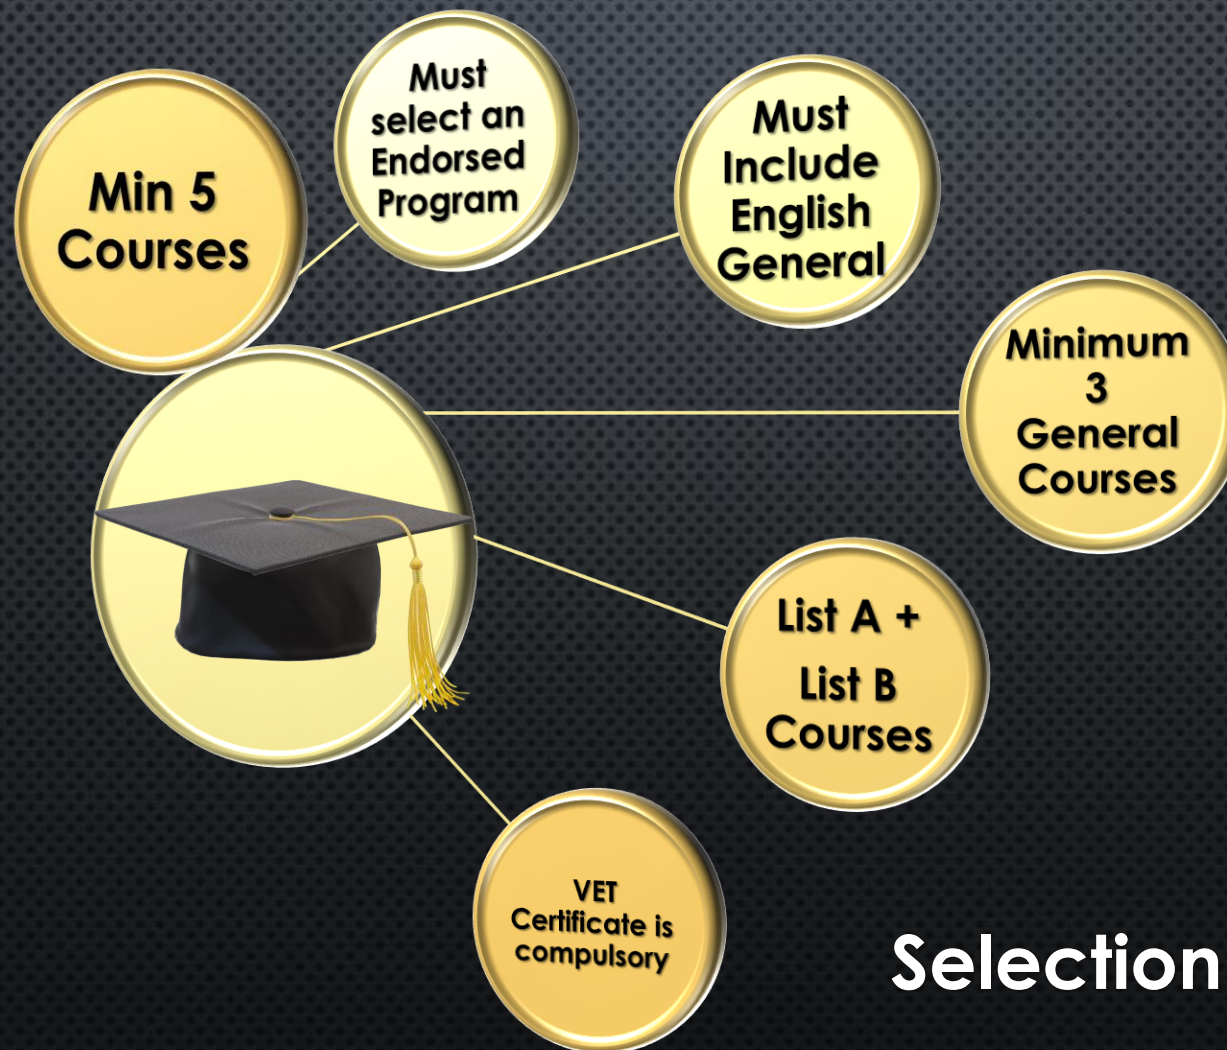 Min 5
Courses
Must
select an
Endorsed
Program
Must
Include
English
General
Minimum
3
General
Courses
List A +
List B
Courses
VET
Certificate is
compulsory
Selection